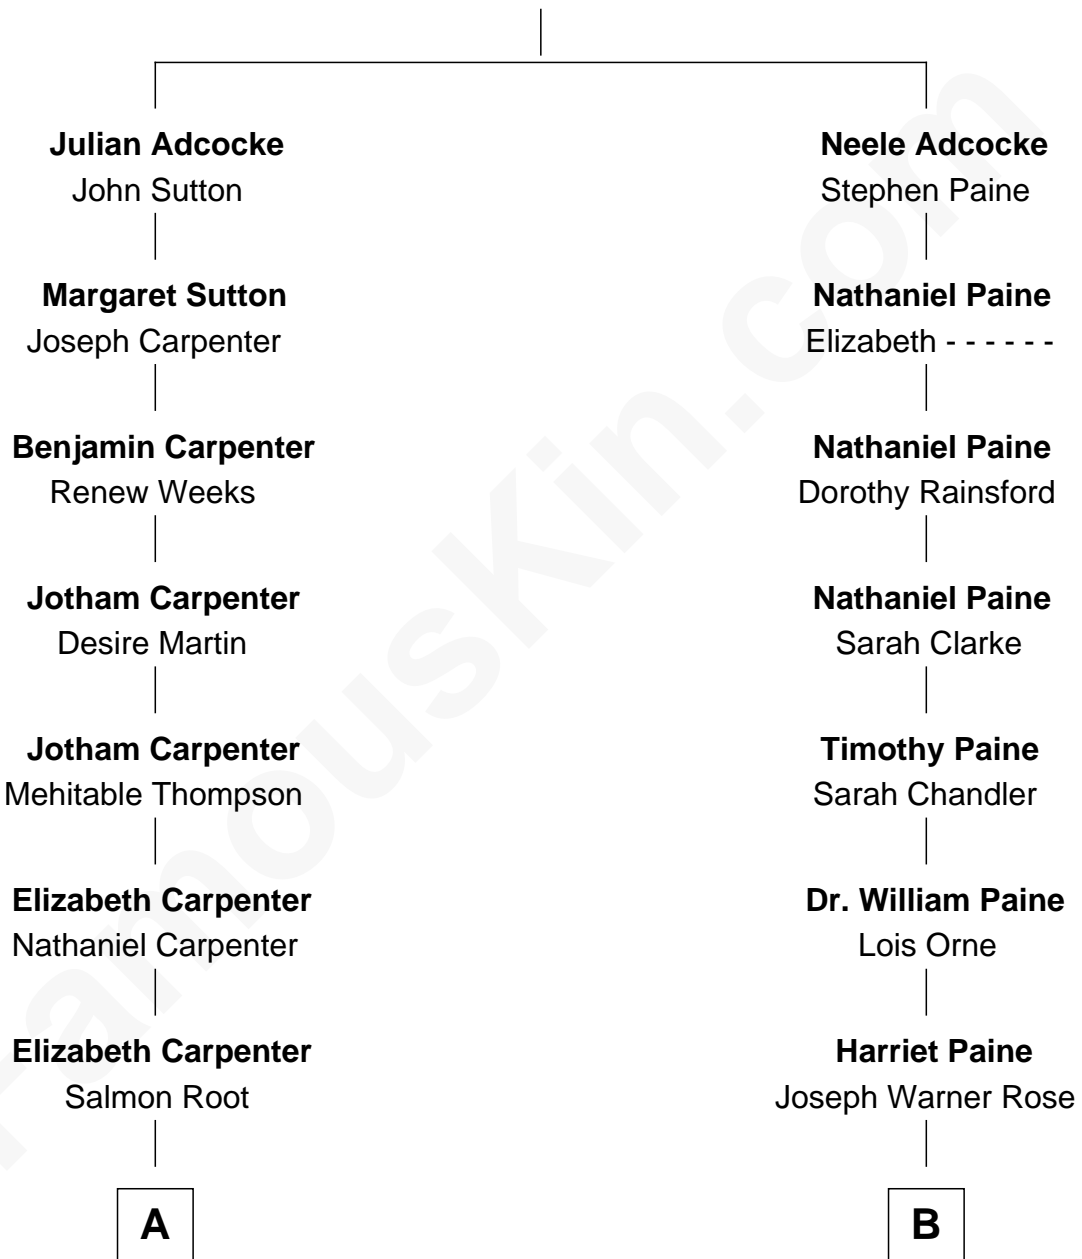 Julian Adcocke
John Sutton
Margaret Sutton
Joseph Carpenter
Benjamin Carpenter
Renew Weeks
Jotham Carpenter
Desire Martin
Jotham Carpenter
Mehitable Thompson
Elizabeth Carpenter
Nathaniel Carpenter
Elizabeth Carpenter
Salmon Root
A
Neele Adcocke
Stephen Paine
Nathaniel Paine
Elizabeth - - - - - -
Nathaniel Paine
Dorothy Rainsford
Nathaniel Paine
Sarah Clarke
Timothy Paine
Sarah Chandler
Dr. William Paine
Lois Orne
Harriet Paine
Joseph Warner Rose
B
FamousKin.com